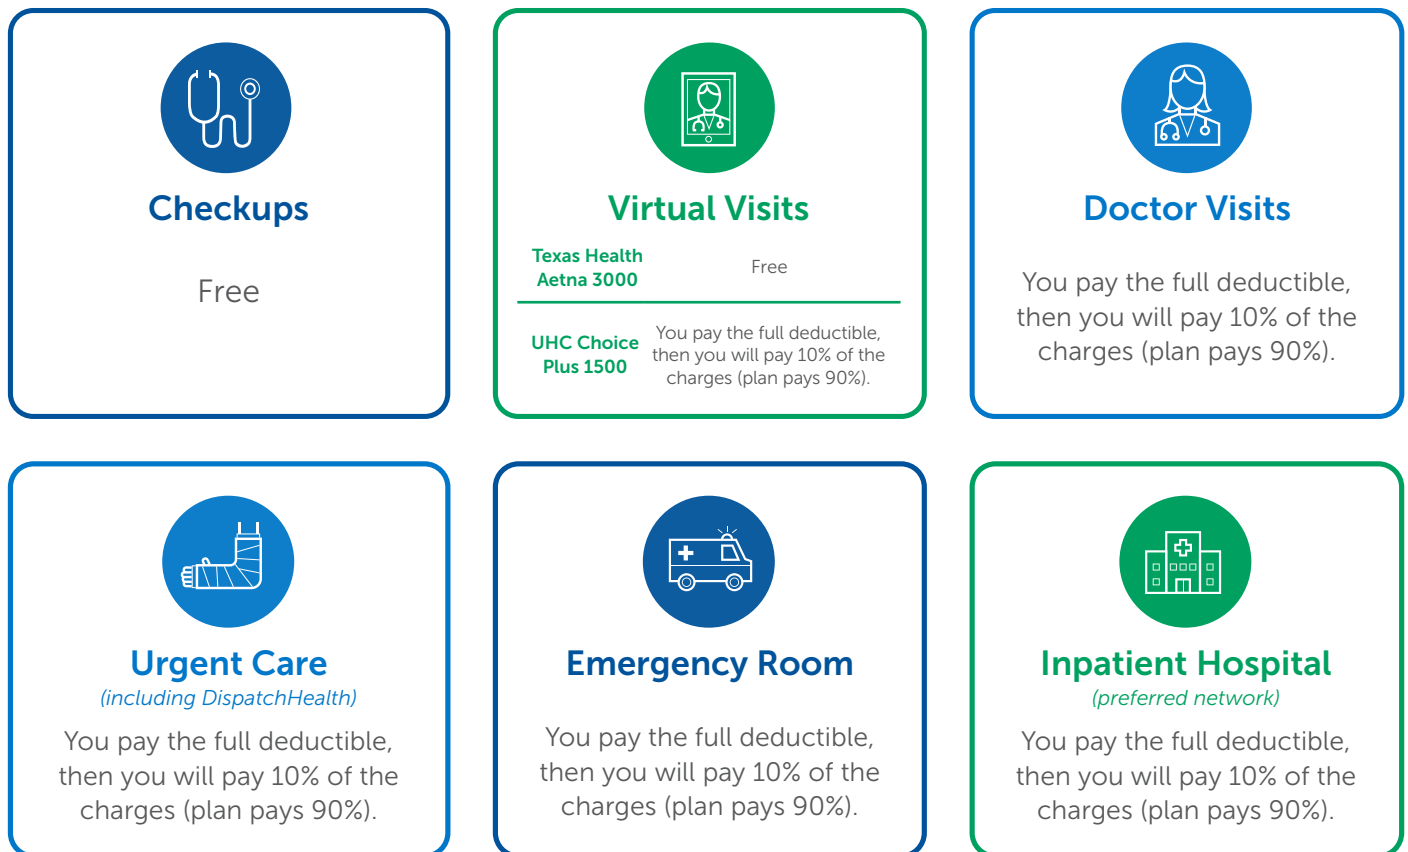 Checkups
Free
Virtual Visits
Texas Health
Aetna 3000
Free
UHC Choice
Plus 1500
You pay the full deductible,
then you will pay 10% of the
charges (plan pays 90%).
Doctor Visits
You pay the full deductible,
then you will pay 10% of the
charges (plan pays 90%).
Urgent Care
(including DispatchHealth)
You pay the full deductible,
then you will pay 10% of the
charges (plan pays 90%).
Emergency Room
You pay the full deductible,
then you will pay 10% of the
charges (plan pays 90%).
Inpatient Hospital
(preferred network)
You pay the full deductible,
then you will pay 10% of the
charges (plan pays 90%).